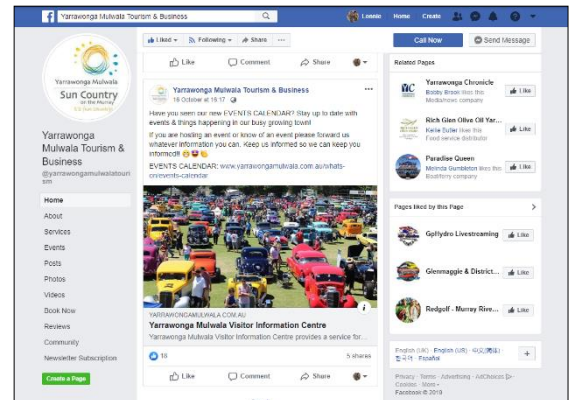 Yarrawonga Mulwala Tourism & Business
Lonnie Home Create
Liked Following Share
Call Now Send Message
Like Comment Share
Yarrawonga Mulwala
Sun Country
on the Murray
Yarrawonga
Mulwala Tourism &
Business
@yarrawongamulwalatouri
sm
Home
About
Services
Events
Posts
Photos
Videos
Book Now
Reviews
Community
Newsletter Subscription
Create a Page
Yarrawonga Mulwala Tourism & Business
16 October at 16:17
Have you seen our new EVENTS CALENDAR? Stay up to date with
events & things happening in our busy growing town!
If you are hosting an event or know of an event please forward us
whatever information you can. Keep us informed so we can keep you
informed!!
EVENTS CALENDAR: www.yarrawongamulwala.com.au/whats-
on/events-calendar
YARRAWONGAMULWALA.COM.AU
Yarrawonga Mulwala Visitor Information Centre
Yarrawonga Mulwala Visitor Information Centre provides a service for...
16 5 shares
Like Comment Share
Related Pages
Yarrawonga Chronicle
Bobby Brook likes this
Media/news company
Like
Rich Glen Olive Oil Yar...
Kellie Butler likes this
Food service distributor
Like
Paradise Queen
Melinda Gumbleton likes this
Boat/ferry company
Like
Pages liked by this Page
GpHydro Livestreaming
Like
Glenmaggie & District...
Like
Redgolf - Murray Rive...
Like
English (UK) · English (US) · 中文(简体) ·
한국어 · Español
Privacy · Terms · Advertising · AdChoices
Cookies · More
Facebook © 2019